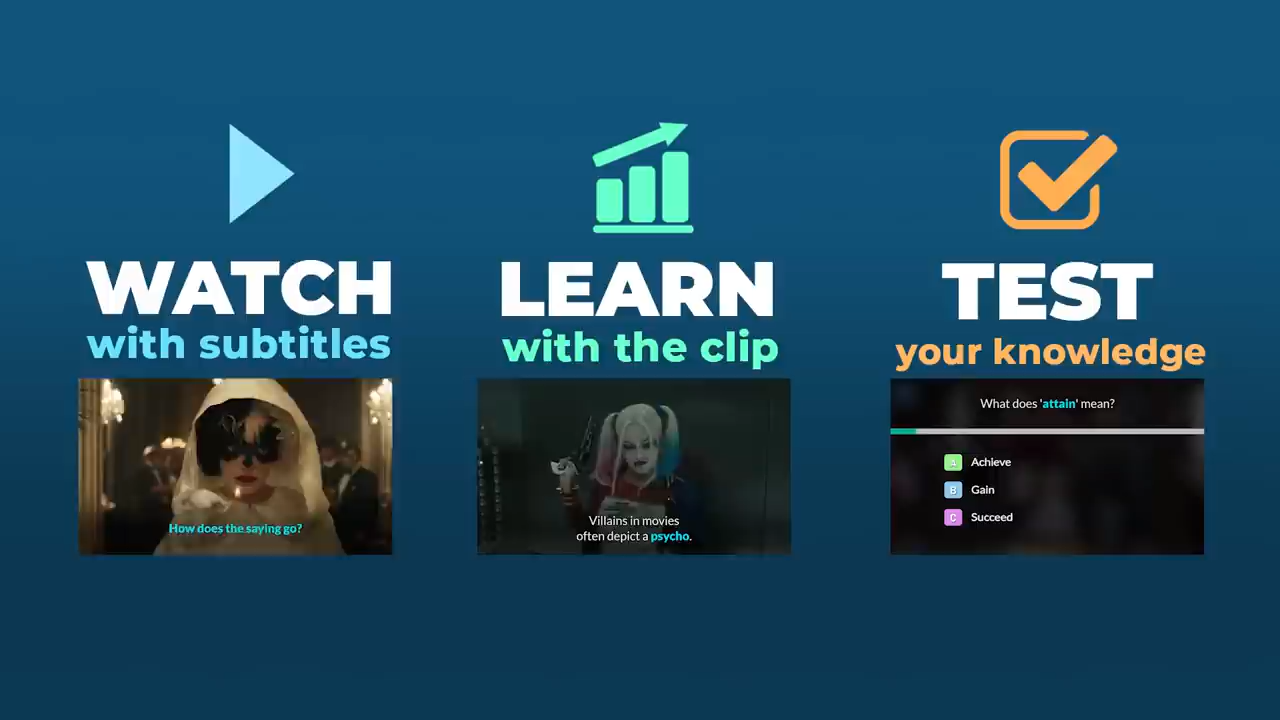 WATCH
with subtitles
How does the saying go?
LEARN
with the clip
Villains in movies
often depict a psycho.
TEST
your knowledge
What does 'attain' mean?
A Achieve
B Gain
C Succeed